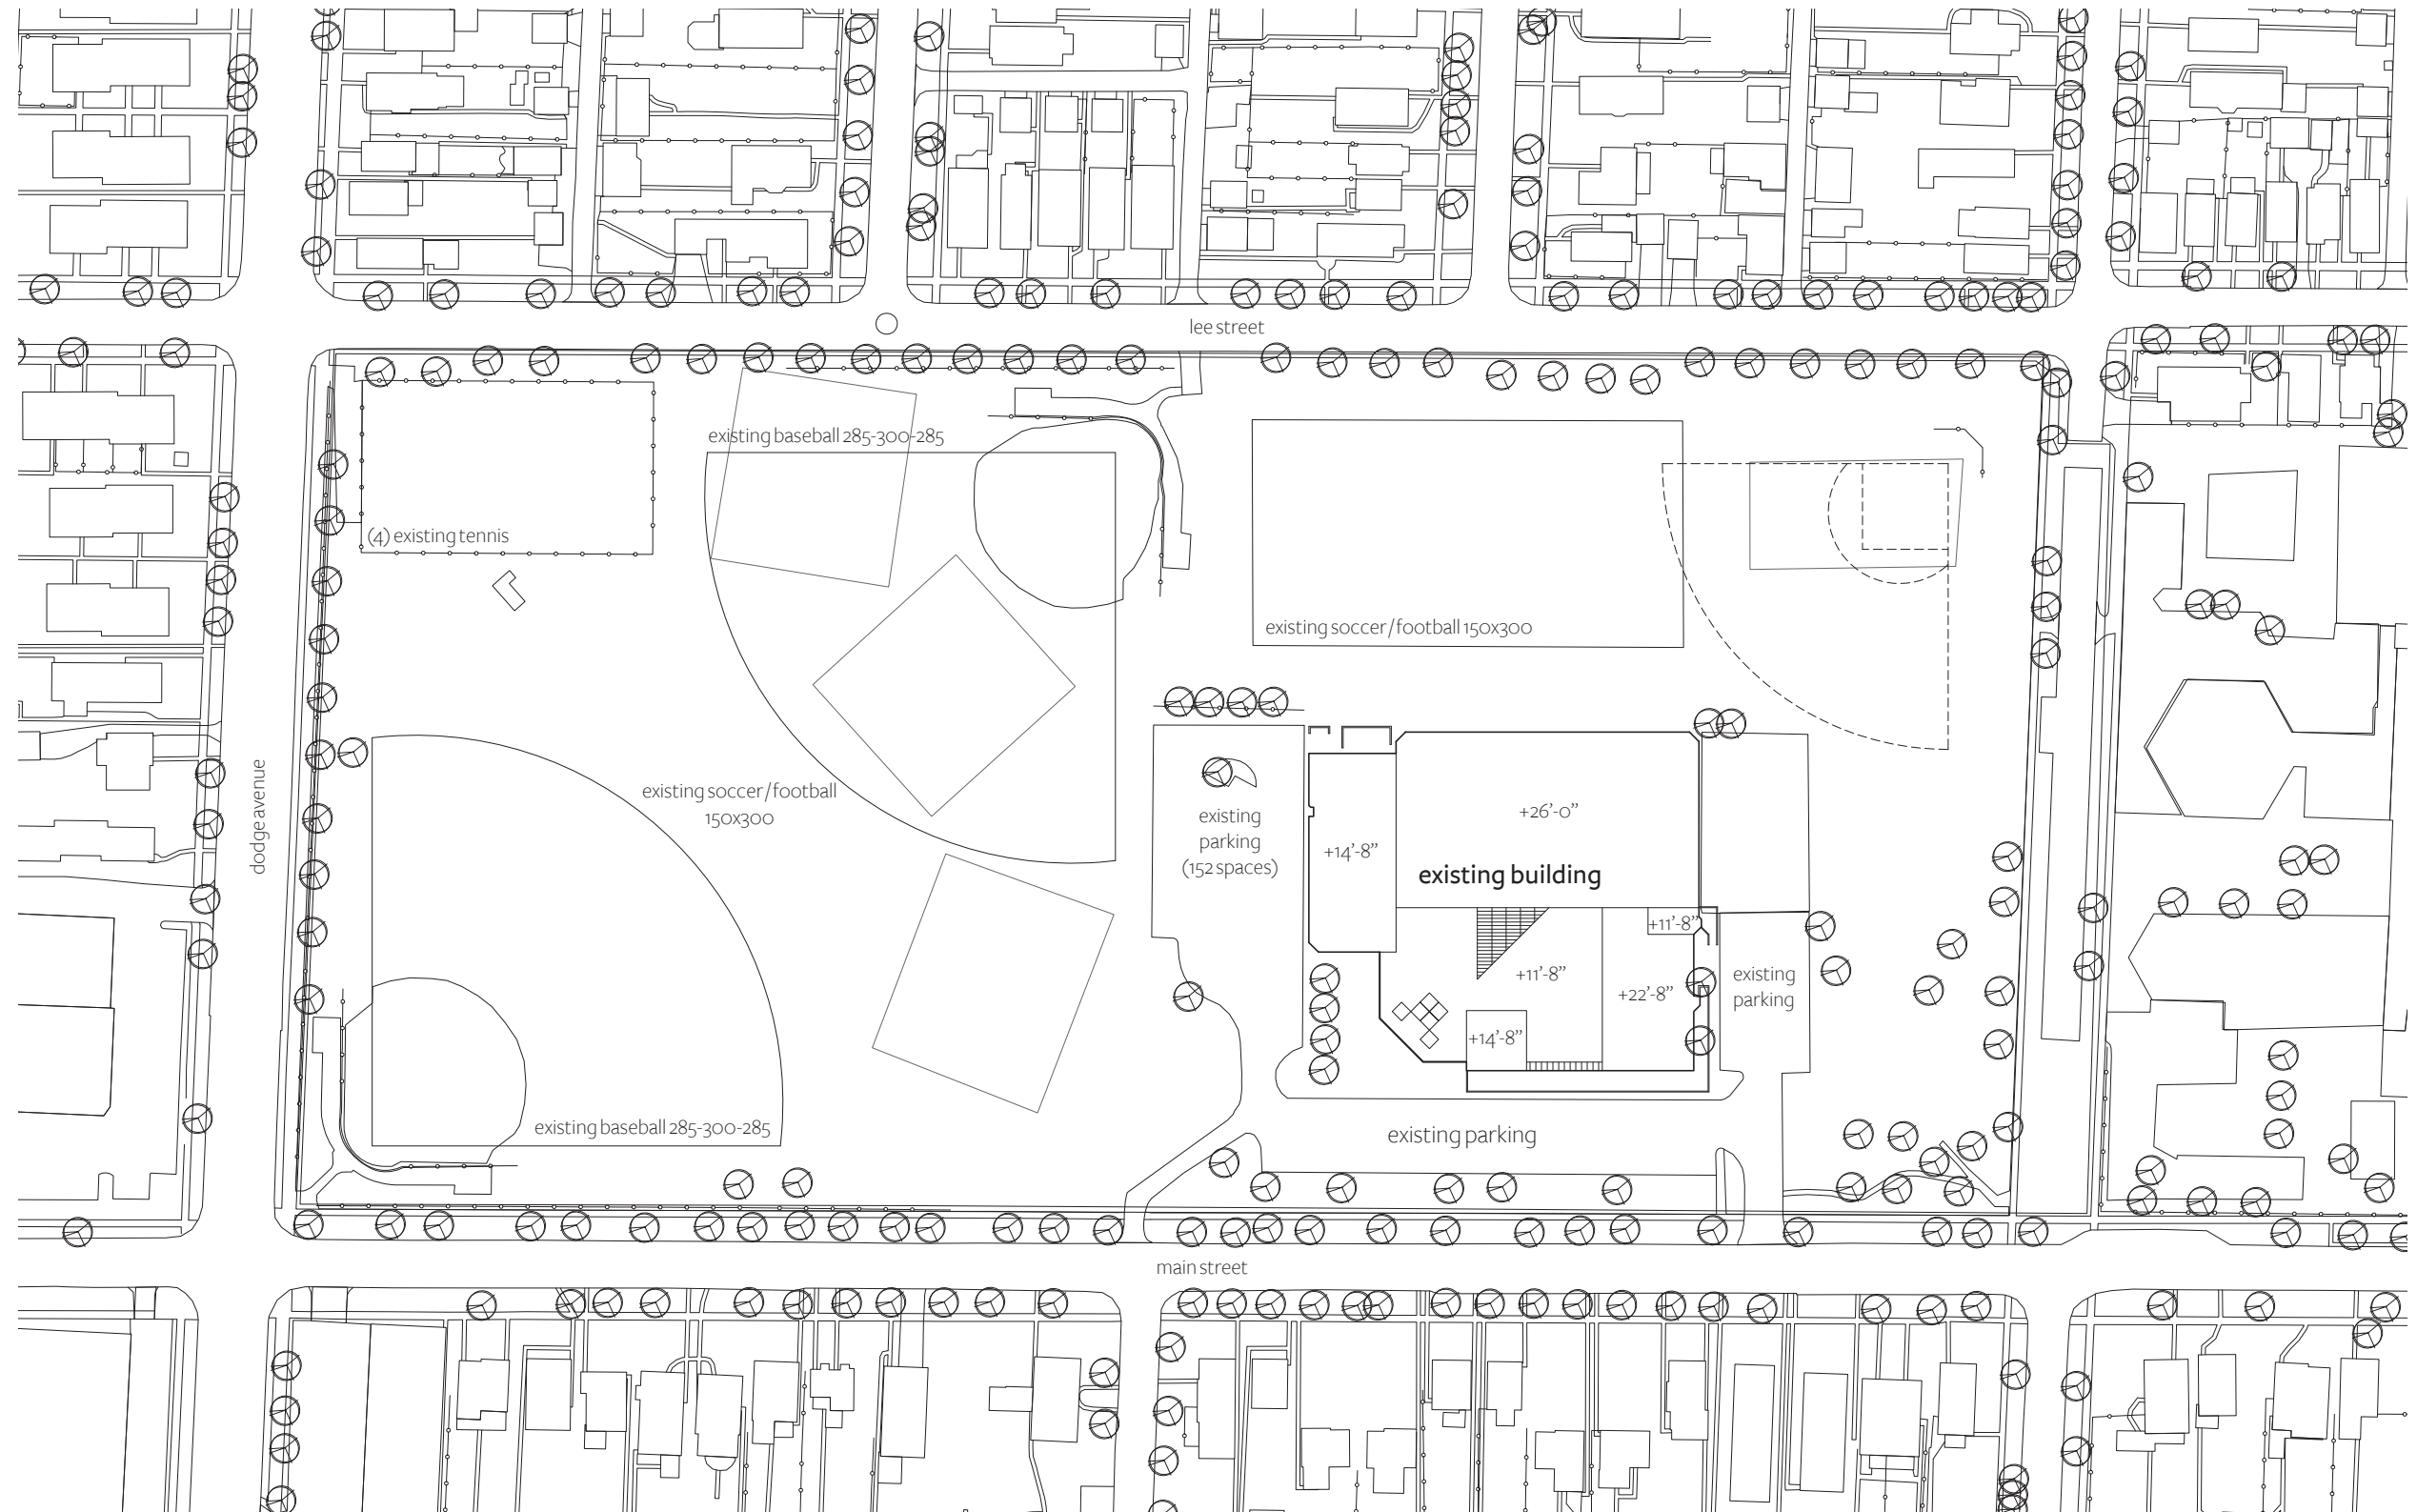 lee street
existing baseball 285-300-285
(4) existing tennis
existing soccer/football 150x300
dodge avenue
existing soccer/football
150x300
existing
parking
(152 spaces)
+26’-0”
+14’-8”
existing building
+11’-8”
+11’-8”
+22’-8”
+14’-8”
existing
parking
existing baseball 285-300-285
existing parking
main street